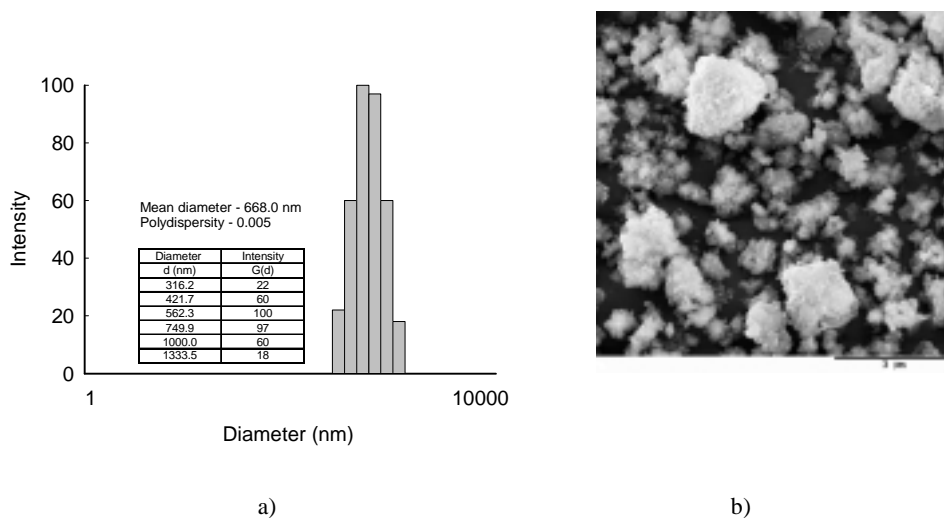 100
80
60
40
20
0
Intensity
Mean diameter - 668.0 nm
Polydispersity - 0.005
Diameter Intensity
d (nm) G(d)
316.2 22
421.7 60
562.3 100
749.9 97
1000.0 60
1333.5 18
1 10000
Diameter (nm)
a) b)